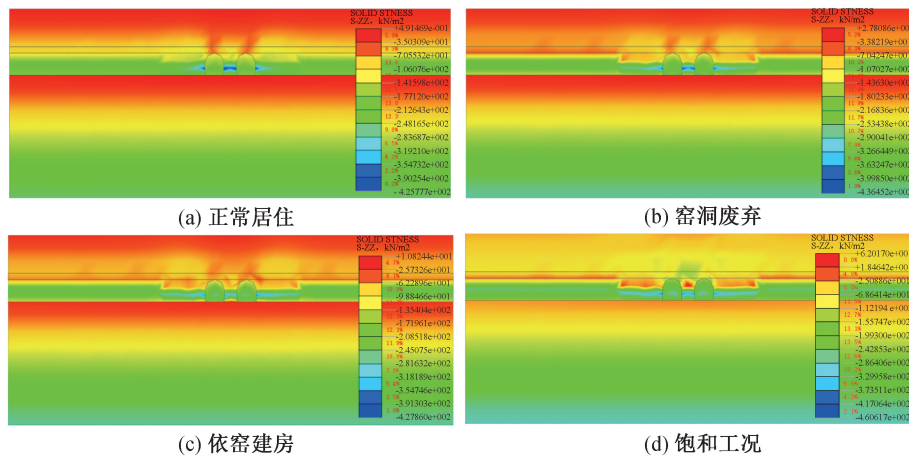 SOLID STNESS
S-ZZ, kN/m2
+4.91469e-001
-3.50309e+001
-7.05532e+001
-1.06076e+002
-1.41598e+002
-1.77120e+002
-2.12643e+002
-2.48165e+002
-2.83687e+002
-3.19210e+002
-3.54732e+002
-3.90254e+002
-4.25777e+002
(a) 正常居住
SOLID STNESS
S-ZZ, kN/m2
+2.78086e+001
-3.38219e+001
-7.04247e+001
-1.07027e+002
-1.43630e+002
-1.80233e+002
-2.16836e+002
-2.53438e+002
-2.90041e+002
-3.266449e+002
-3.63247e+002
-3.99850e+002
-4.36452e+002
(b) 窑洞废弃
SOLID STNESS
S-ZZ, kN/m2
+1.08244e+001
-2.57326e+001
-6.22896e+001
-9.88466e+001
-1.35404e+002
-1.71961e+002
-2.08518e+002
-2.45075e+002
-2.81632e+002
-3.18189e+002
-3.54746e+002
-3.91303e+002
-4.27860e+002
(c) 依窑建房
SOLID STNESS
S-ZZ, kN/m2
+6.20170e+001
+1.84642e+001
-2.50886e+001
-6.86414e+001
-1.12194 e+002
-1.55747e+002
-1.99300e+002
-2.42853e+002
-2.86406e+002
-3.29958e+002
-3.73511e+002
-4.17064e+002
-4.60617e+002
(d) 饱和工况